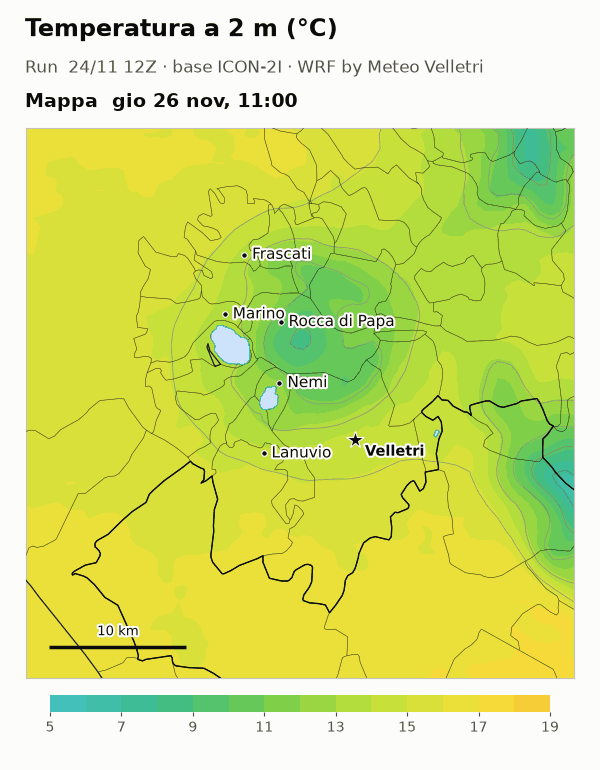 Temperatura a 2 m (°C)
Run  24/11 12Z · base ICON-2I · WRF by Meteo Velletri
Mappa  gio 26 nov, 11:00
Frascati
Marino
Rocca di Papa
Nemi
Velletri
Lanuvio
10 km
5 7 9 11 13 15 17 19